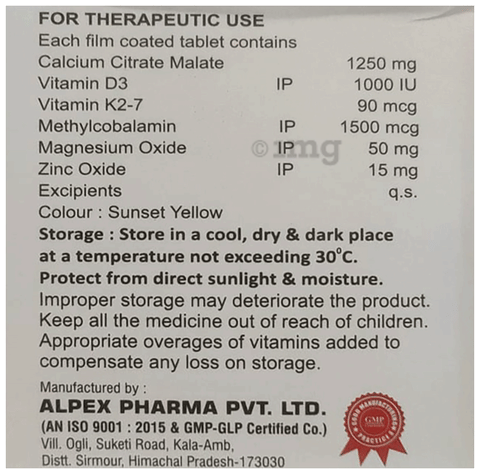 FOR THERAPEUTIC USE
Each film coated tablet contains
Calcium Citrate Malate 1250 mg
Vitamin D3 IP 1000 IU
Vitamin K2-7 90 mcg
Methylcobalamin IP 1500 mcg
Magnesium Oxide IP 50 mg
Zinc Oxide IP 15 mg
Excipients q.s.
Colour : Sunset Yellow
Storage : Store in a cool, dry & dark place
at a temperature not exceeding 30°C.
Protect from direct sunlight & moisture.
Improper storage may deteriorate the product.
Keep all the medicine out of reach of children.
Appropriate overages of vitamins added to
compensate any loss on storage.
Manufactured by :
ALPEX PHARMA PVT. LTD.
(AN ISO 9001 : 2015 & GMP-GLP Certified Co.)
Vill. Ogli, Suketi Road, Kala-Amb,
Distt. Sirmour, Himachal Pradesh-173030
GOOD MANUFACTURING
GMP
PRACTICE
© 1mg